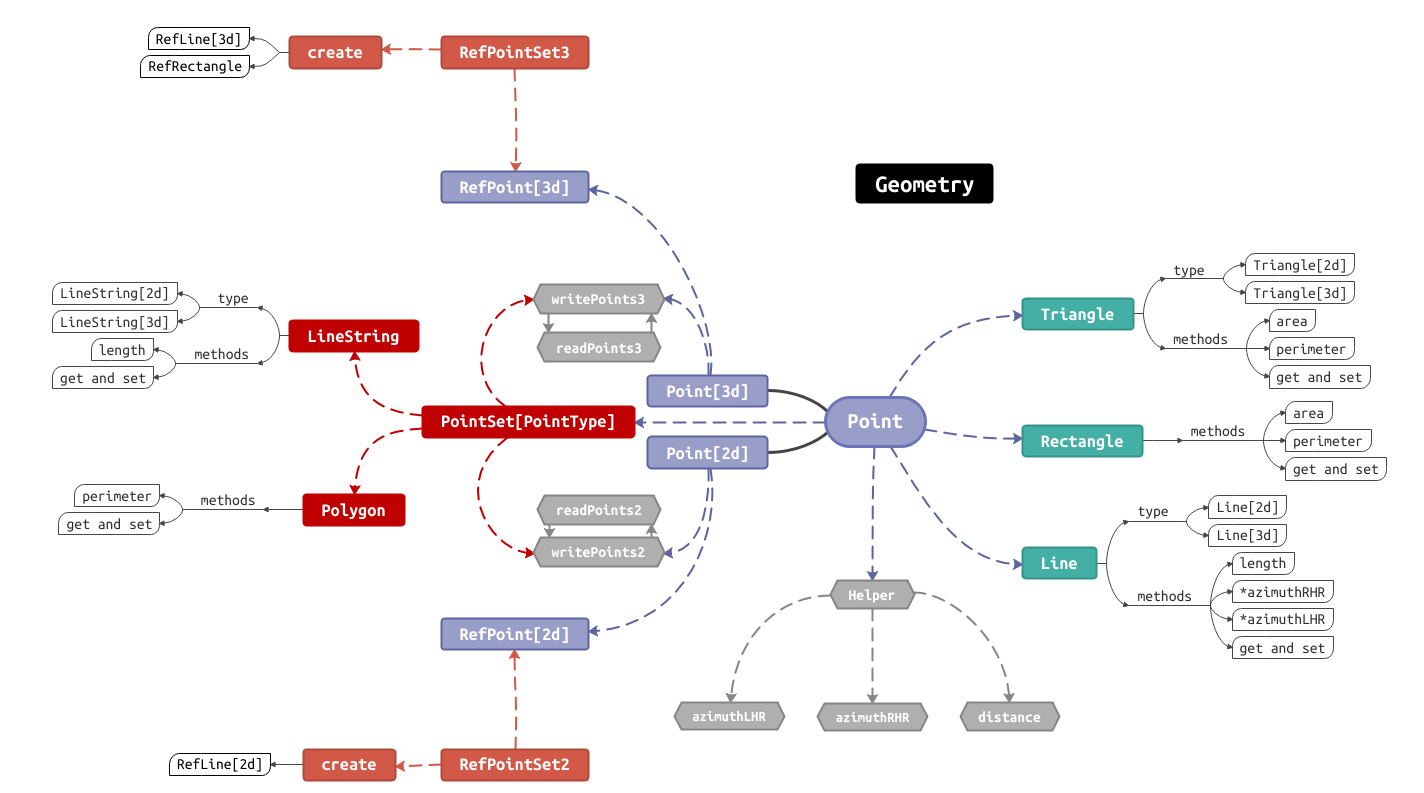 RefLine[3d]
RefRectangle
create
RefPointSet3
RefPoint[3d]
Geometry
LineString[2d]
LineString[3d]
type
length
get and set
methods
LineString
writePoints3
readPoints3
Point[3d]
PointSet[PointType]
Point[2d]
Point
perimeter
get and set
methods
Polygon
readPoints2
writePoints2
RefPoint[2d]
RefLine[2d]
create
RefPointSet2
Helper
azimuthLHR
azimuthRHR
distance
Triangle
type
Triangle[2d]
Triangle[3d]
methods
area
perimeter
get and set
Rectangle
methods
area
perimeter
get and set
Line
type
Line[2d]
Line[3d]
methods
length
*azimuthRHR
*azimuthLHR
get and set